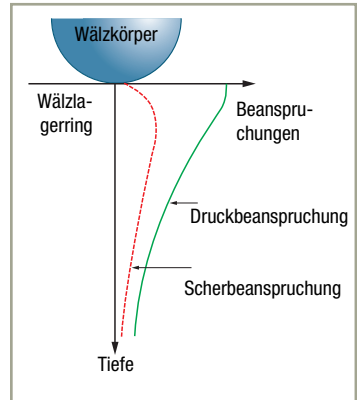 Wälzkörper
Wälzla-
gerring
Beanspru-
chungen
Druckbeanspruchung
Scherbeanspruchung
Tiefe